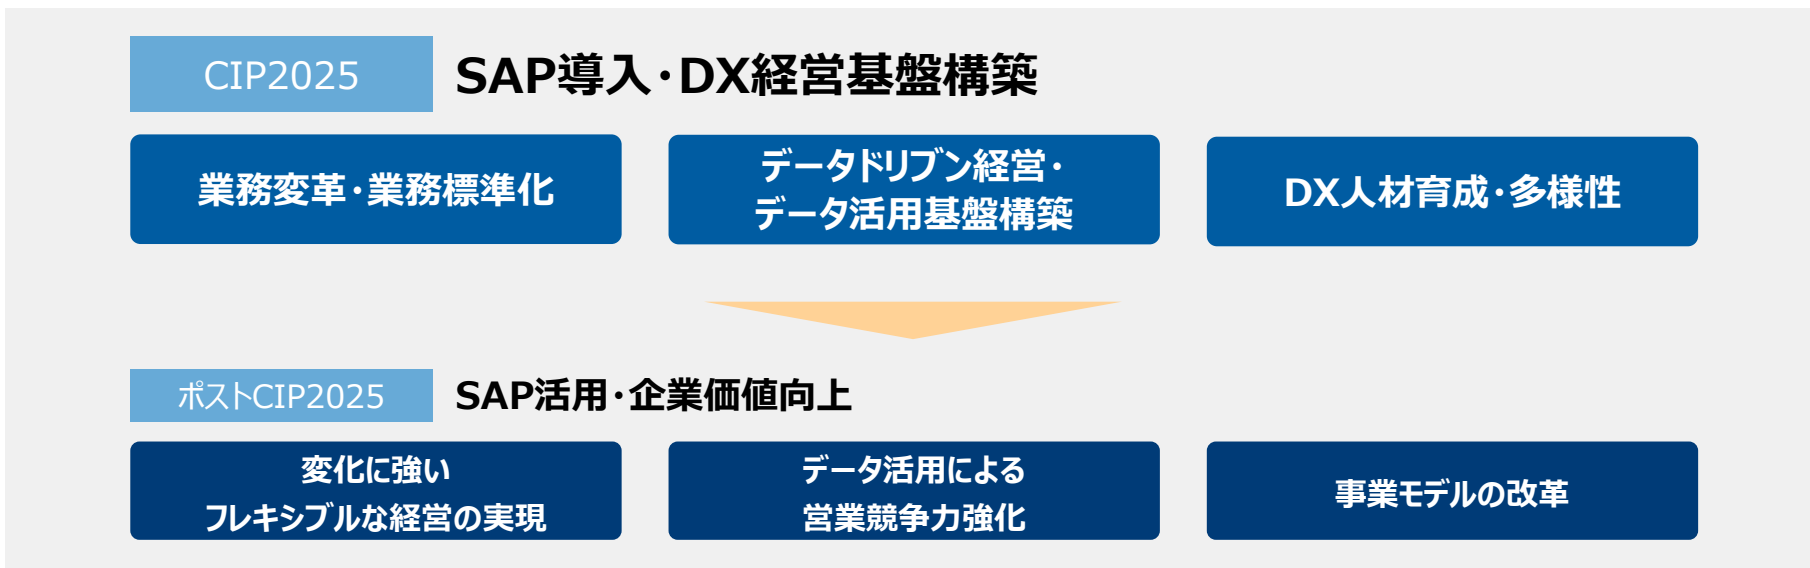 CIP2025
SAP導入・DX経営基盤構築
業務変革・業務標準化
データドリブン経営・
データ活用基盤構築
DX人材育成・多様性
ポストCIP2025
SAP活用・企業価値向上
変化に強い
フレキシブルな経営の実現
データ活用による
営業競争力強化
事業モデルの改革